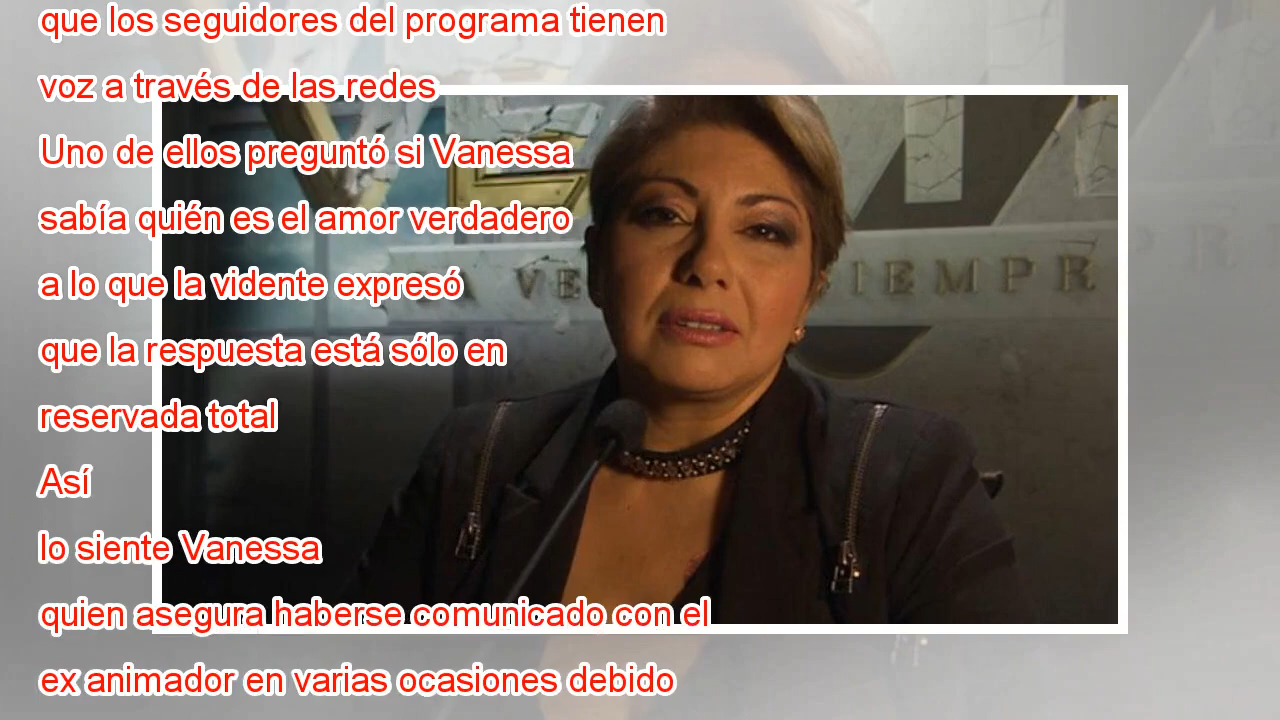 que los seguidores del programa tienen
voz a través de las redes
Uno de ellos preguntó si Vanessa
sabía quién es el amor verdadero
a lo que la vidente expresó
que la respuesta está sólo en
reservada total
Así
lo siente Vanessa
quien asegura haberse comunicado con el
ex animador en varias ocasiones debido
A VE IEMPR